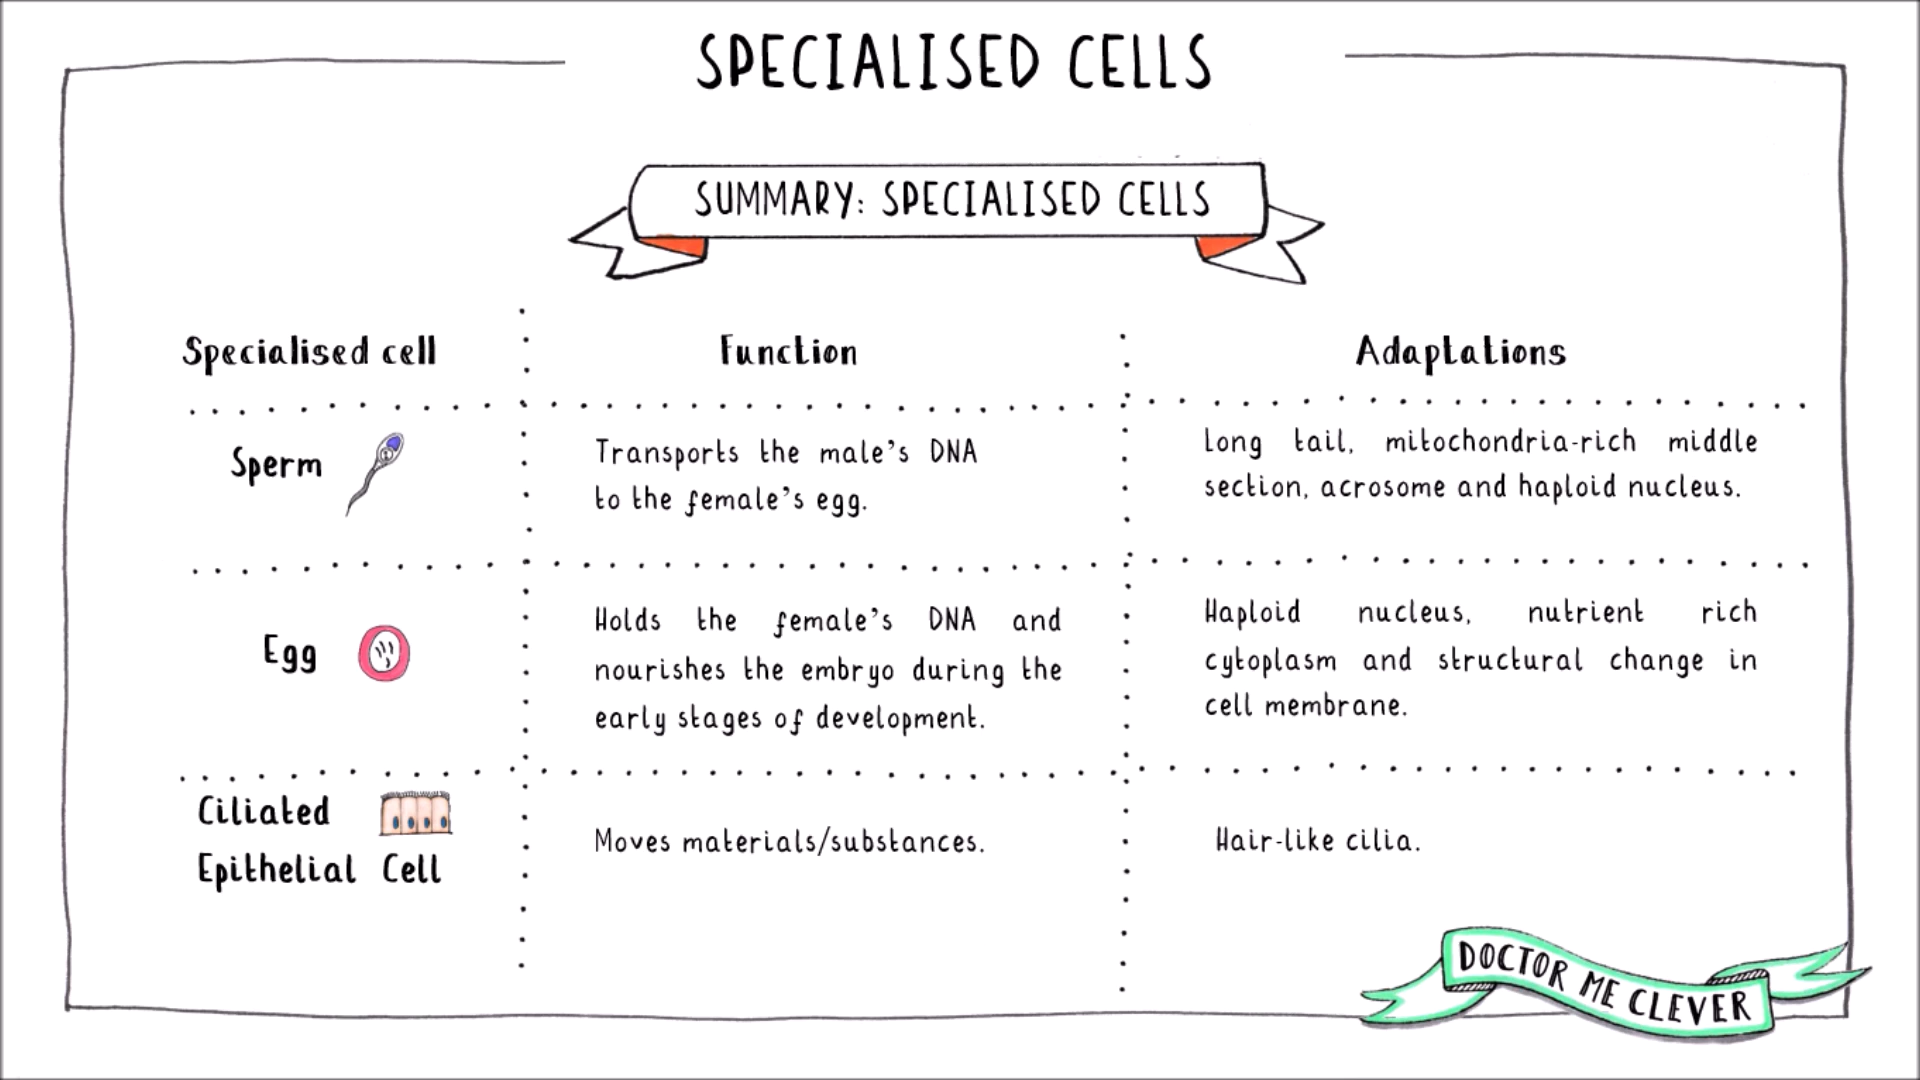 SPECIALISED CELLS
SUMMARY: SPECIALISED CELLS
Specialised cell
Function
Adaptations
Sperm
Transports the male's DNA
to the female's egg.
Long tail, mitochondria-rich middle
section, acrosome and haploid nucleus.
Egg
Holds the female's DNA and
nourishes the embryo during the
early stages of development.
Haploid nucleus, nutrient rich
cytoplasm and structural change in
cell membrane.
Ciliated
Epithelial Cell
Moves materials/substances.
Hair-like cilia.
DOCTOR ME CLEVER